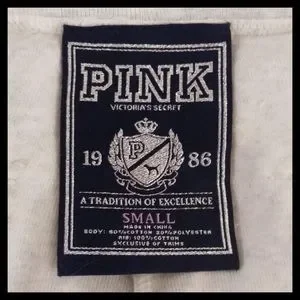 PINK
VICTORIA'S SECRET
P
19 86
A TRADITION OF EXCELLENCE
SMALL
MADE IN CHINA
BODY: 80%COTTON 20%POLYESTER
RIB: 100%COTTON
EXCLUSIVE OF TRIMS